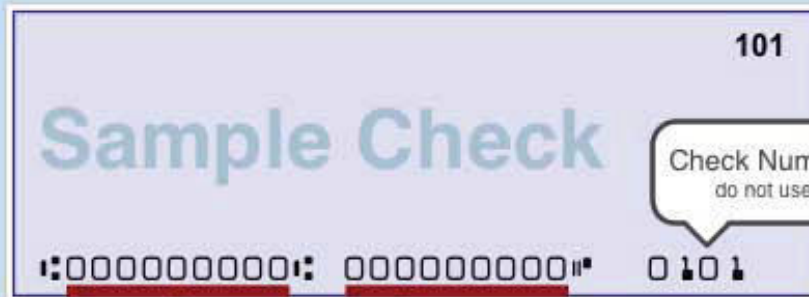 101
Sample Check
Check Num
do not use
⑆000000000⑆ 000000000⑈ 0101